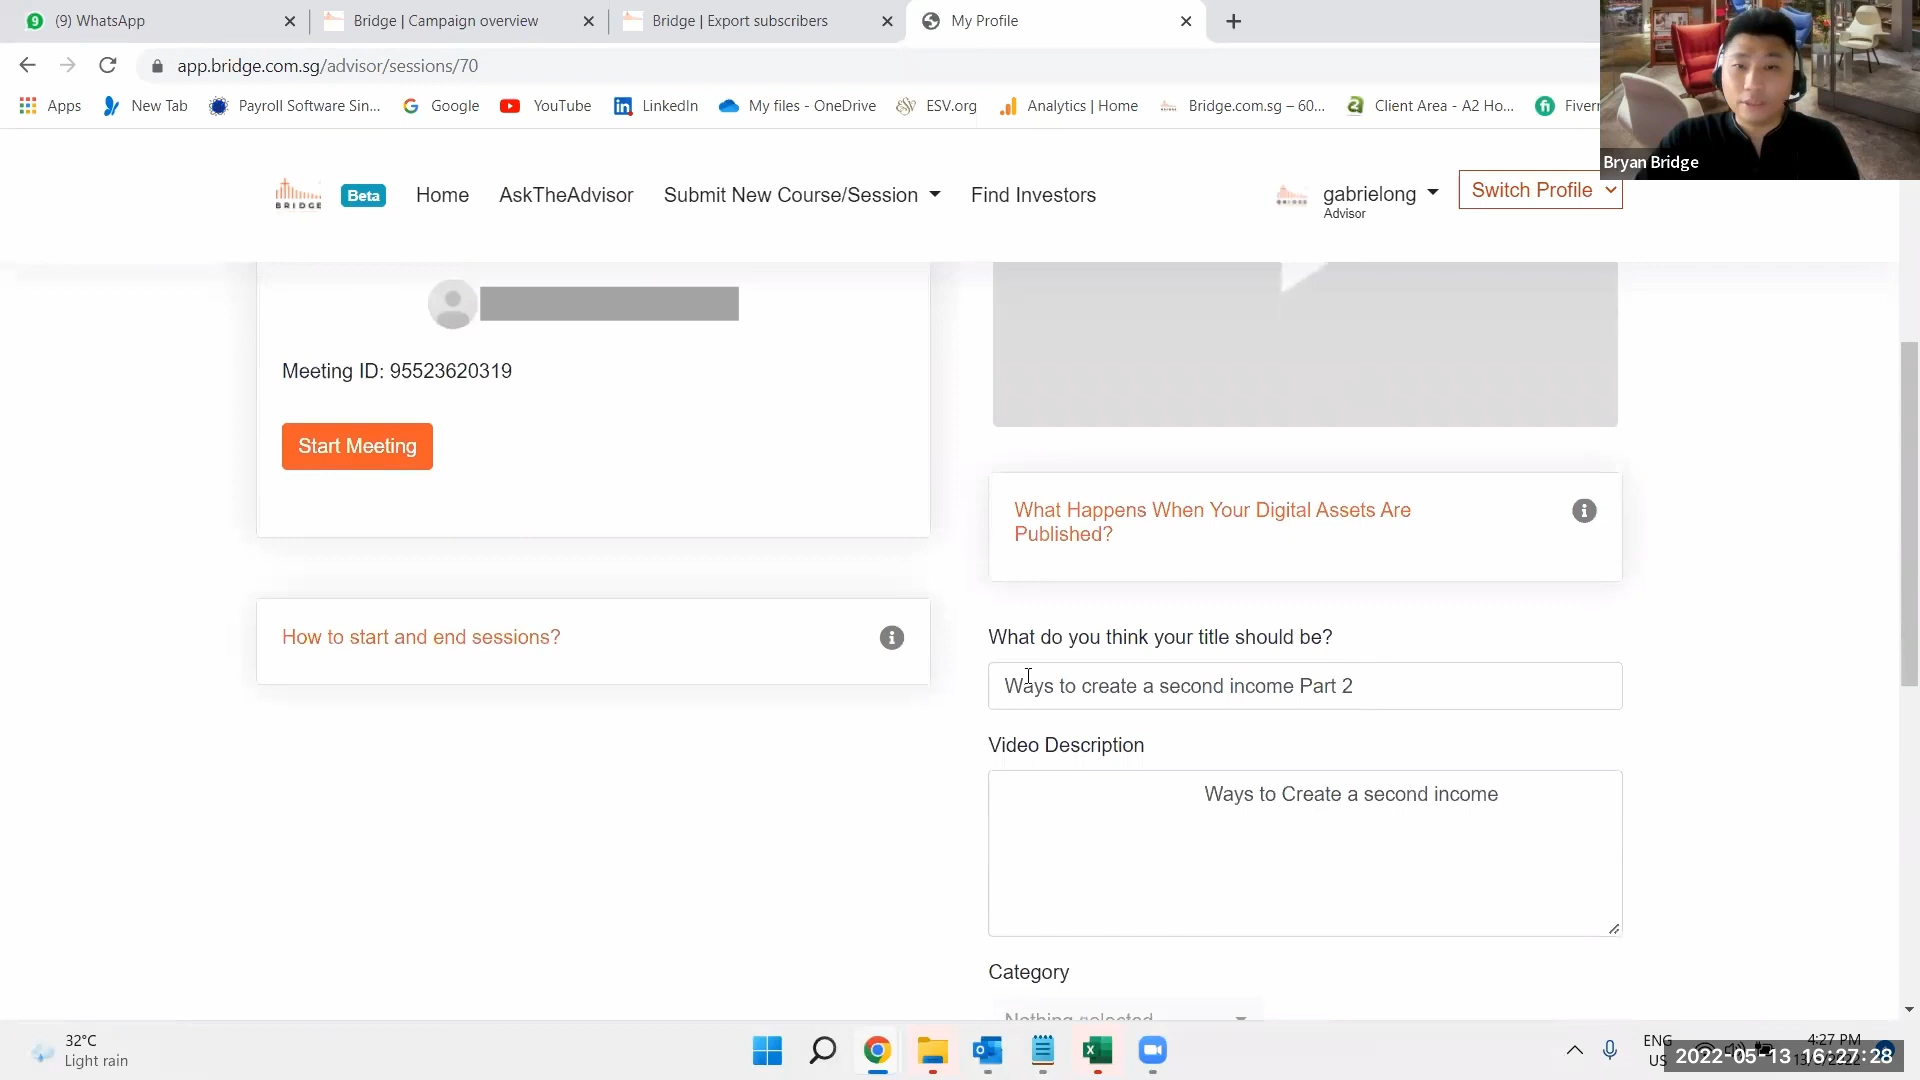 (9) WhatsApp
Bridge | Campaign overview
Bridge | Export subscribers
My Profile
app.bridge.com.sg/advisor/sessions/70
Apps
New Tab
Payroll Software Sin...
Google
YouTube
LinkedIn
My files - OneDrive
ESV.org
Analytics | Home
Bridge.com.sg – 60...
Client Area - A2 Ho...
Fiverr
Bryan Bridge
BRIDGE
Beta
Home
AskTheAdvisor
Submit New Course/Session
Find Investors
gabrielong
Advisor
Switch Profile
Meeting ID: 95523620319
Start Meeting
How to start and end sessions?
What Happens When Your Digital Assets Are
Published?
What do you think your title should be?
Ways to create a second income Part 2
Video Description
Ways to Create a second income
Category
Nothing selected
32°C
Light rain
ENG
US
4:27 PM
2022-05-13 16:27:28